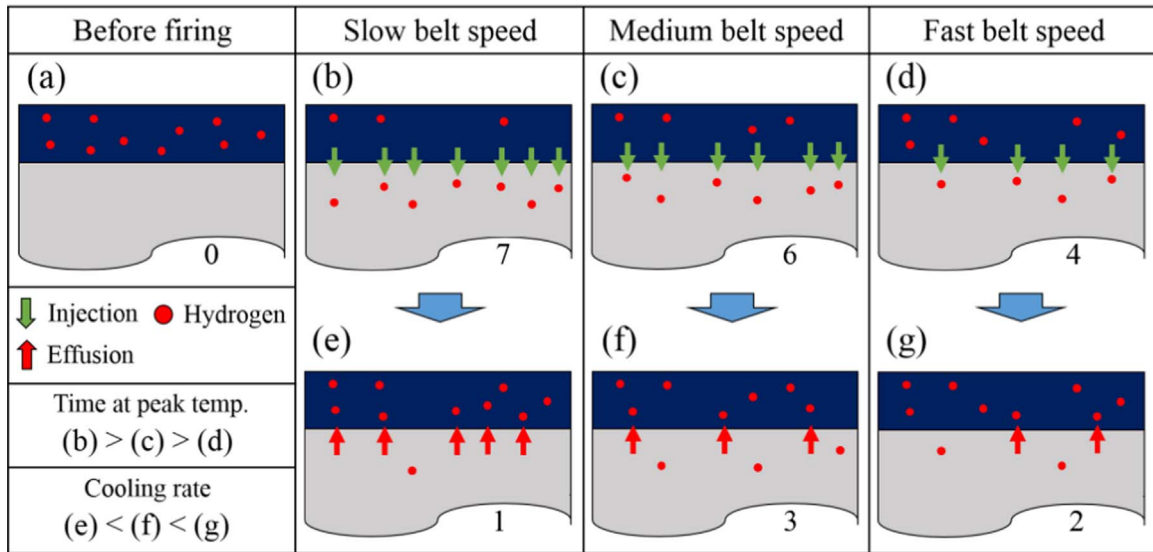 Before firing
Slow belt speed
Medium belt speed
Fast belt speed
(a)
(b)
(c)
(d)
0
7
6
4
Injection
Hydrogen
Effusion
(e)
(f)
(g)
Time at peak temp.
(b) > (c) > (d)
Cooling rate
(e) < (f) < (g)
1
3
2